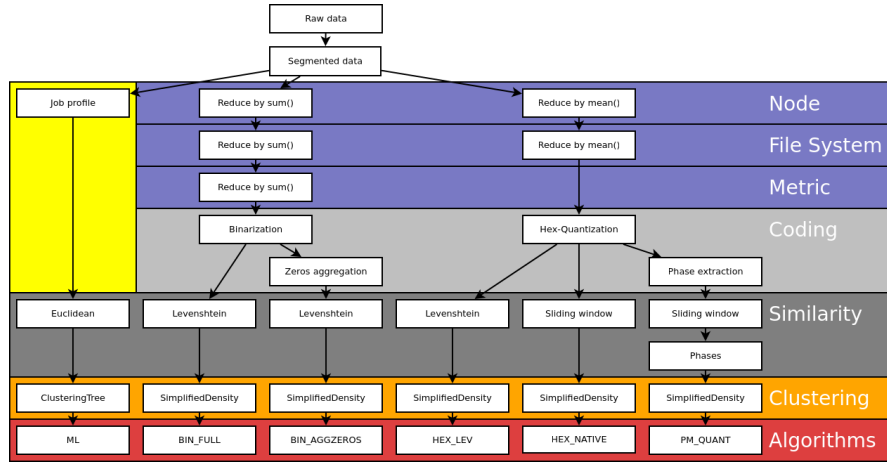 Raw data
Segmented data
Job profile
Reduce by sum()
Reduce by mean()
Node
Reduce by sum()
Reduce by mean()
File System
Reduce by sum()
Metric
Binarization
Hex-Quantization
Coding
Zeros aggregation
Phase extraction
Euclidean
Levenshtein
Levenshtein
Levenshtein
Sliding window
Sliding window
Similarity
Phases
ClusteringTree
SimplifiedDensity
SimplifiedDensity
SimplifiedDensity
SimplifiedDensity
SimplifiedDensity
Clustering
ML
BIN_FULL
BIN_AGGZEROS
HEX_LEV
HEX_NATIVE
PM_QUANT
Algorithms